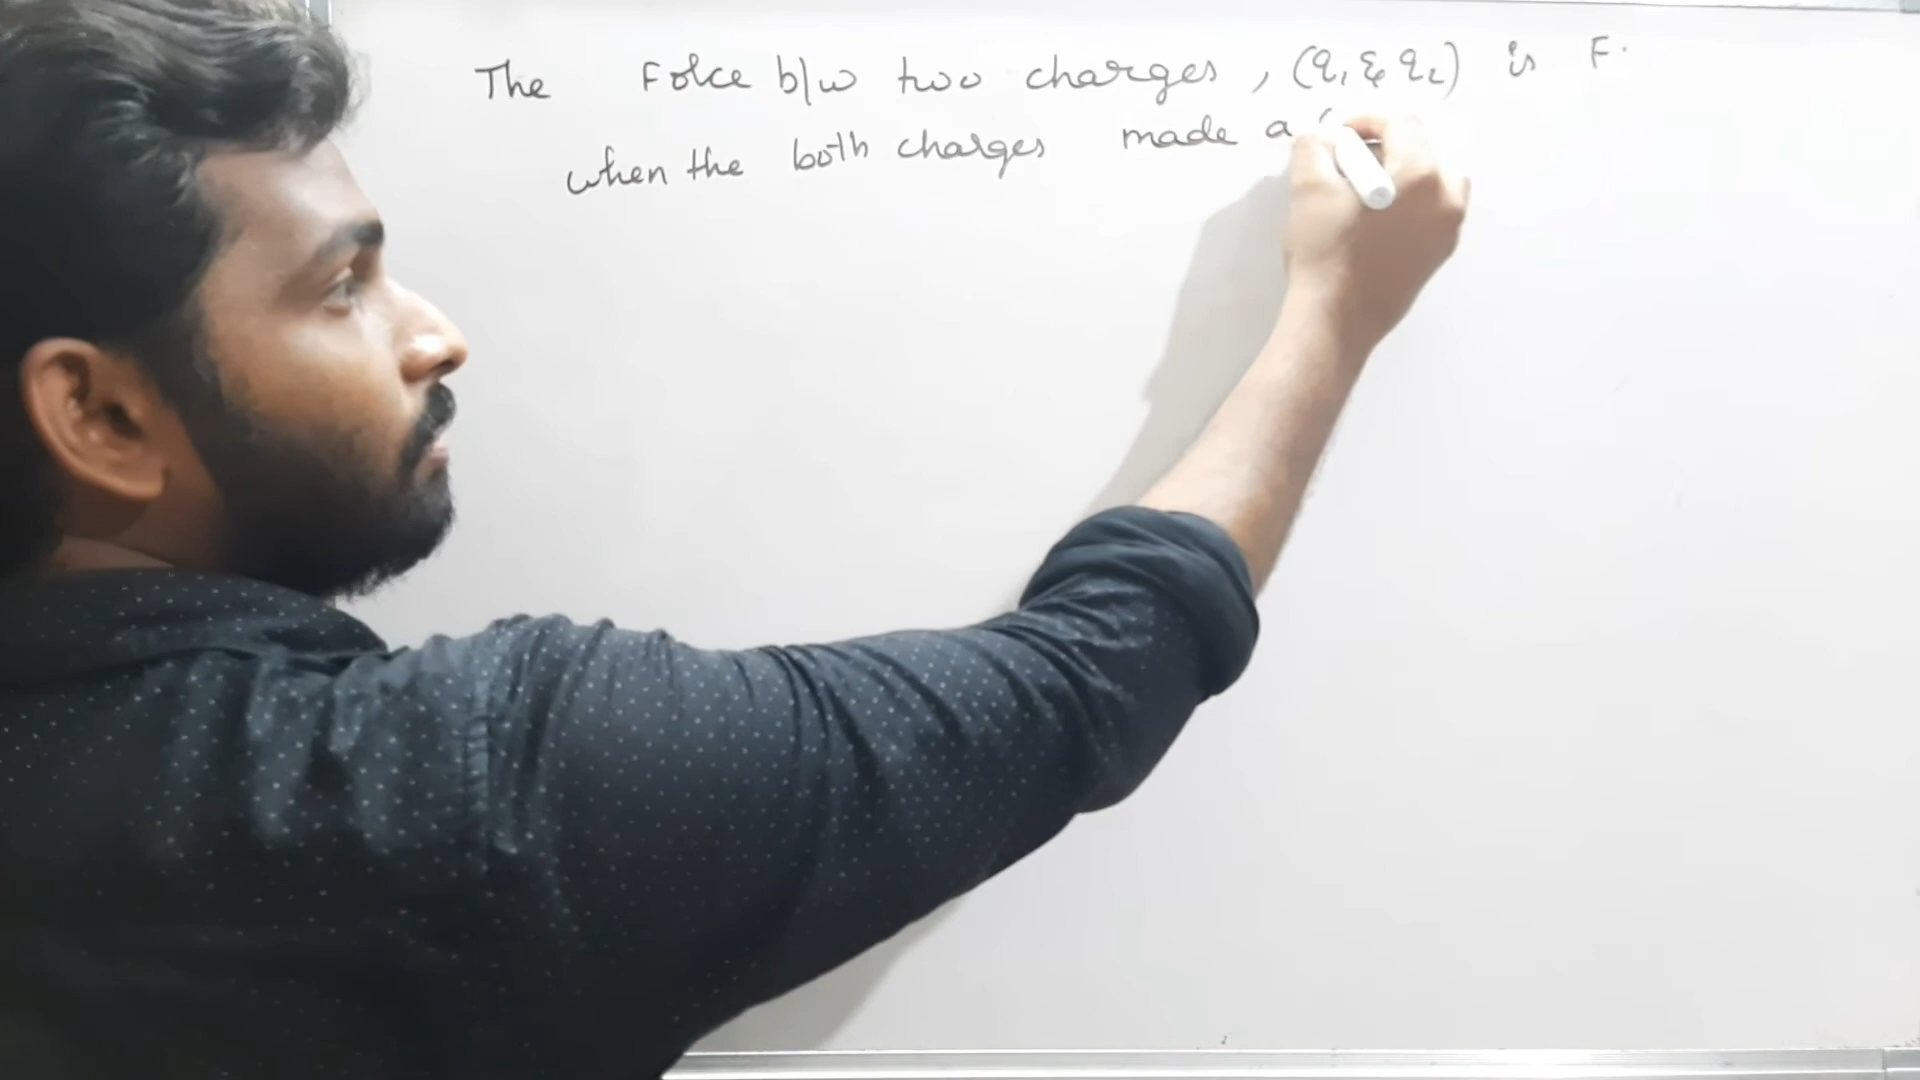 The Force b/w two charges, (q₁ & q₂) is F.
when the both charges made a